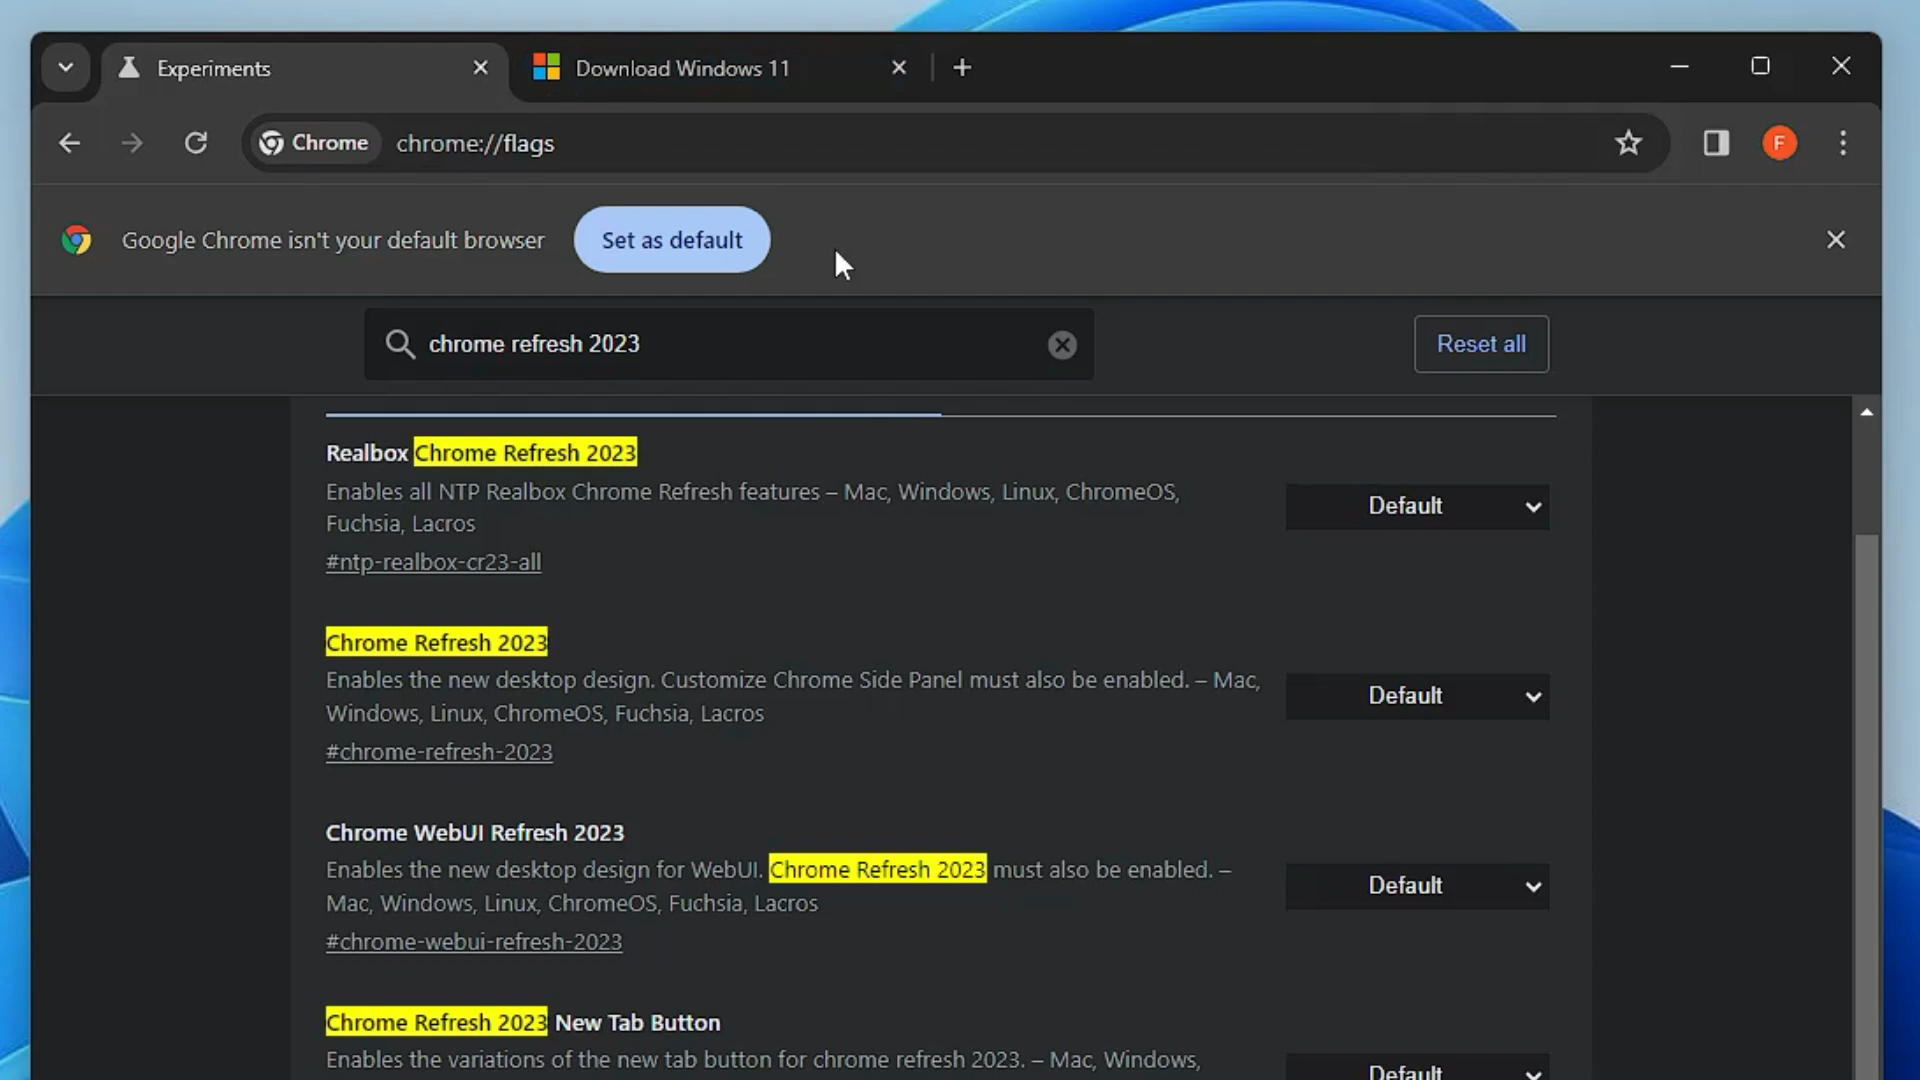 Experiments
Download Windows 11
Chrome
chrome://flags
F
Google Chrome isn't your default browser
Set as default
chrome refresh 2023
Reset all
Realbox Chrome Refresh 2023
Enables all NTP Realbox Chrome Refresh features – Mac, Windows, Linux, ChromeOS,
Fuchsia, Lacros
Default
#ntp-realbox-cr23-all
Chrome Refresh 2023
Enables the new desktop design. Customize Chrome Side Panel must also be enabled. – Mac,
Windows, Linux, ChromeOS, Fuchsia, Lacros
Default
#chrome-refresh-2023
Chrome WebUI Refresh 2023
Enables the new desktop design for WebUI. Chrome Refresh 2023 must also be enabled. –
Mac, Windows, Linux, ChromeOS, Fuchsia, Lacros
Default
#chrome-webui-refresh-2023
Chrome Refresh 2023 New Tab Button
Enables the variations of the new tab button for chrome refresh 2023. – Mac, Windows,
Default